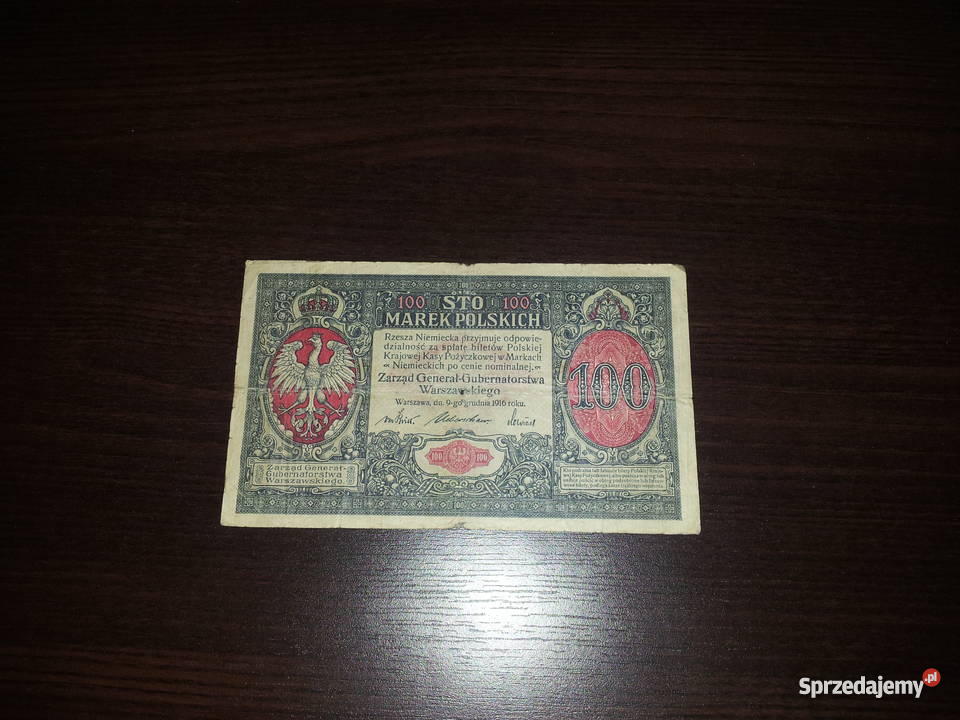 100 STO 100
MAREK POLSKICH
Rzesza Niemiecka przyjmuje odpowie-
dzialność za spłatę biletów Polskiej
Krajowej Kasy Pożyczkowej w Markach
Niemieckich po cenie nominalnej.
Zarząd Generał-Gubernatorstwa
Warszawskiego
Warszawa, dn. 9-go grudnia 1916 roku.
100
100 100
Zarząd Generał-
Gubernatorstwa
Warszawskiego.
Sprzedajemy.pl